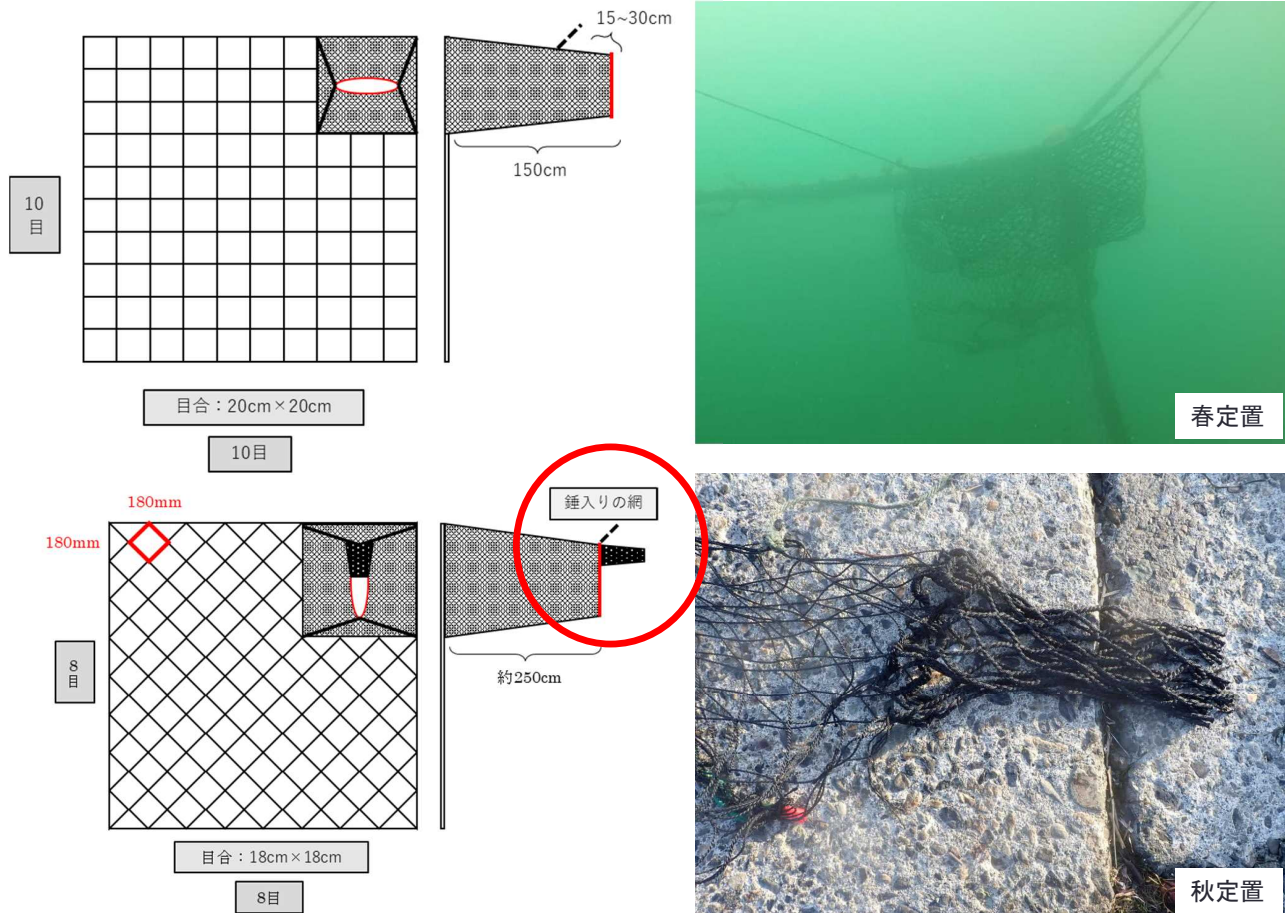 15~30cm
150cm
10
目
目合：20cm×20cm
10目
春定置
180mm
180mm
錘入りの網
8
目
約250cm
目合：18cm×18cm
8目
秋定置